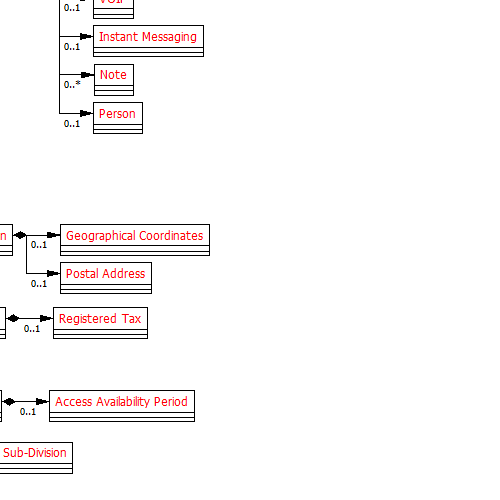 VOIP
0..1
Instant Messaging
0..1
Note
0..*
Person
0..1
n
Geographical Coordinates
0..1
Postal Address
0..1
Registered Tax
0..1
Access Availability Period
0..1
Sub-Division